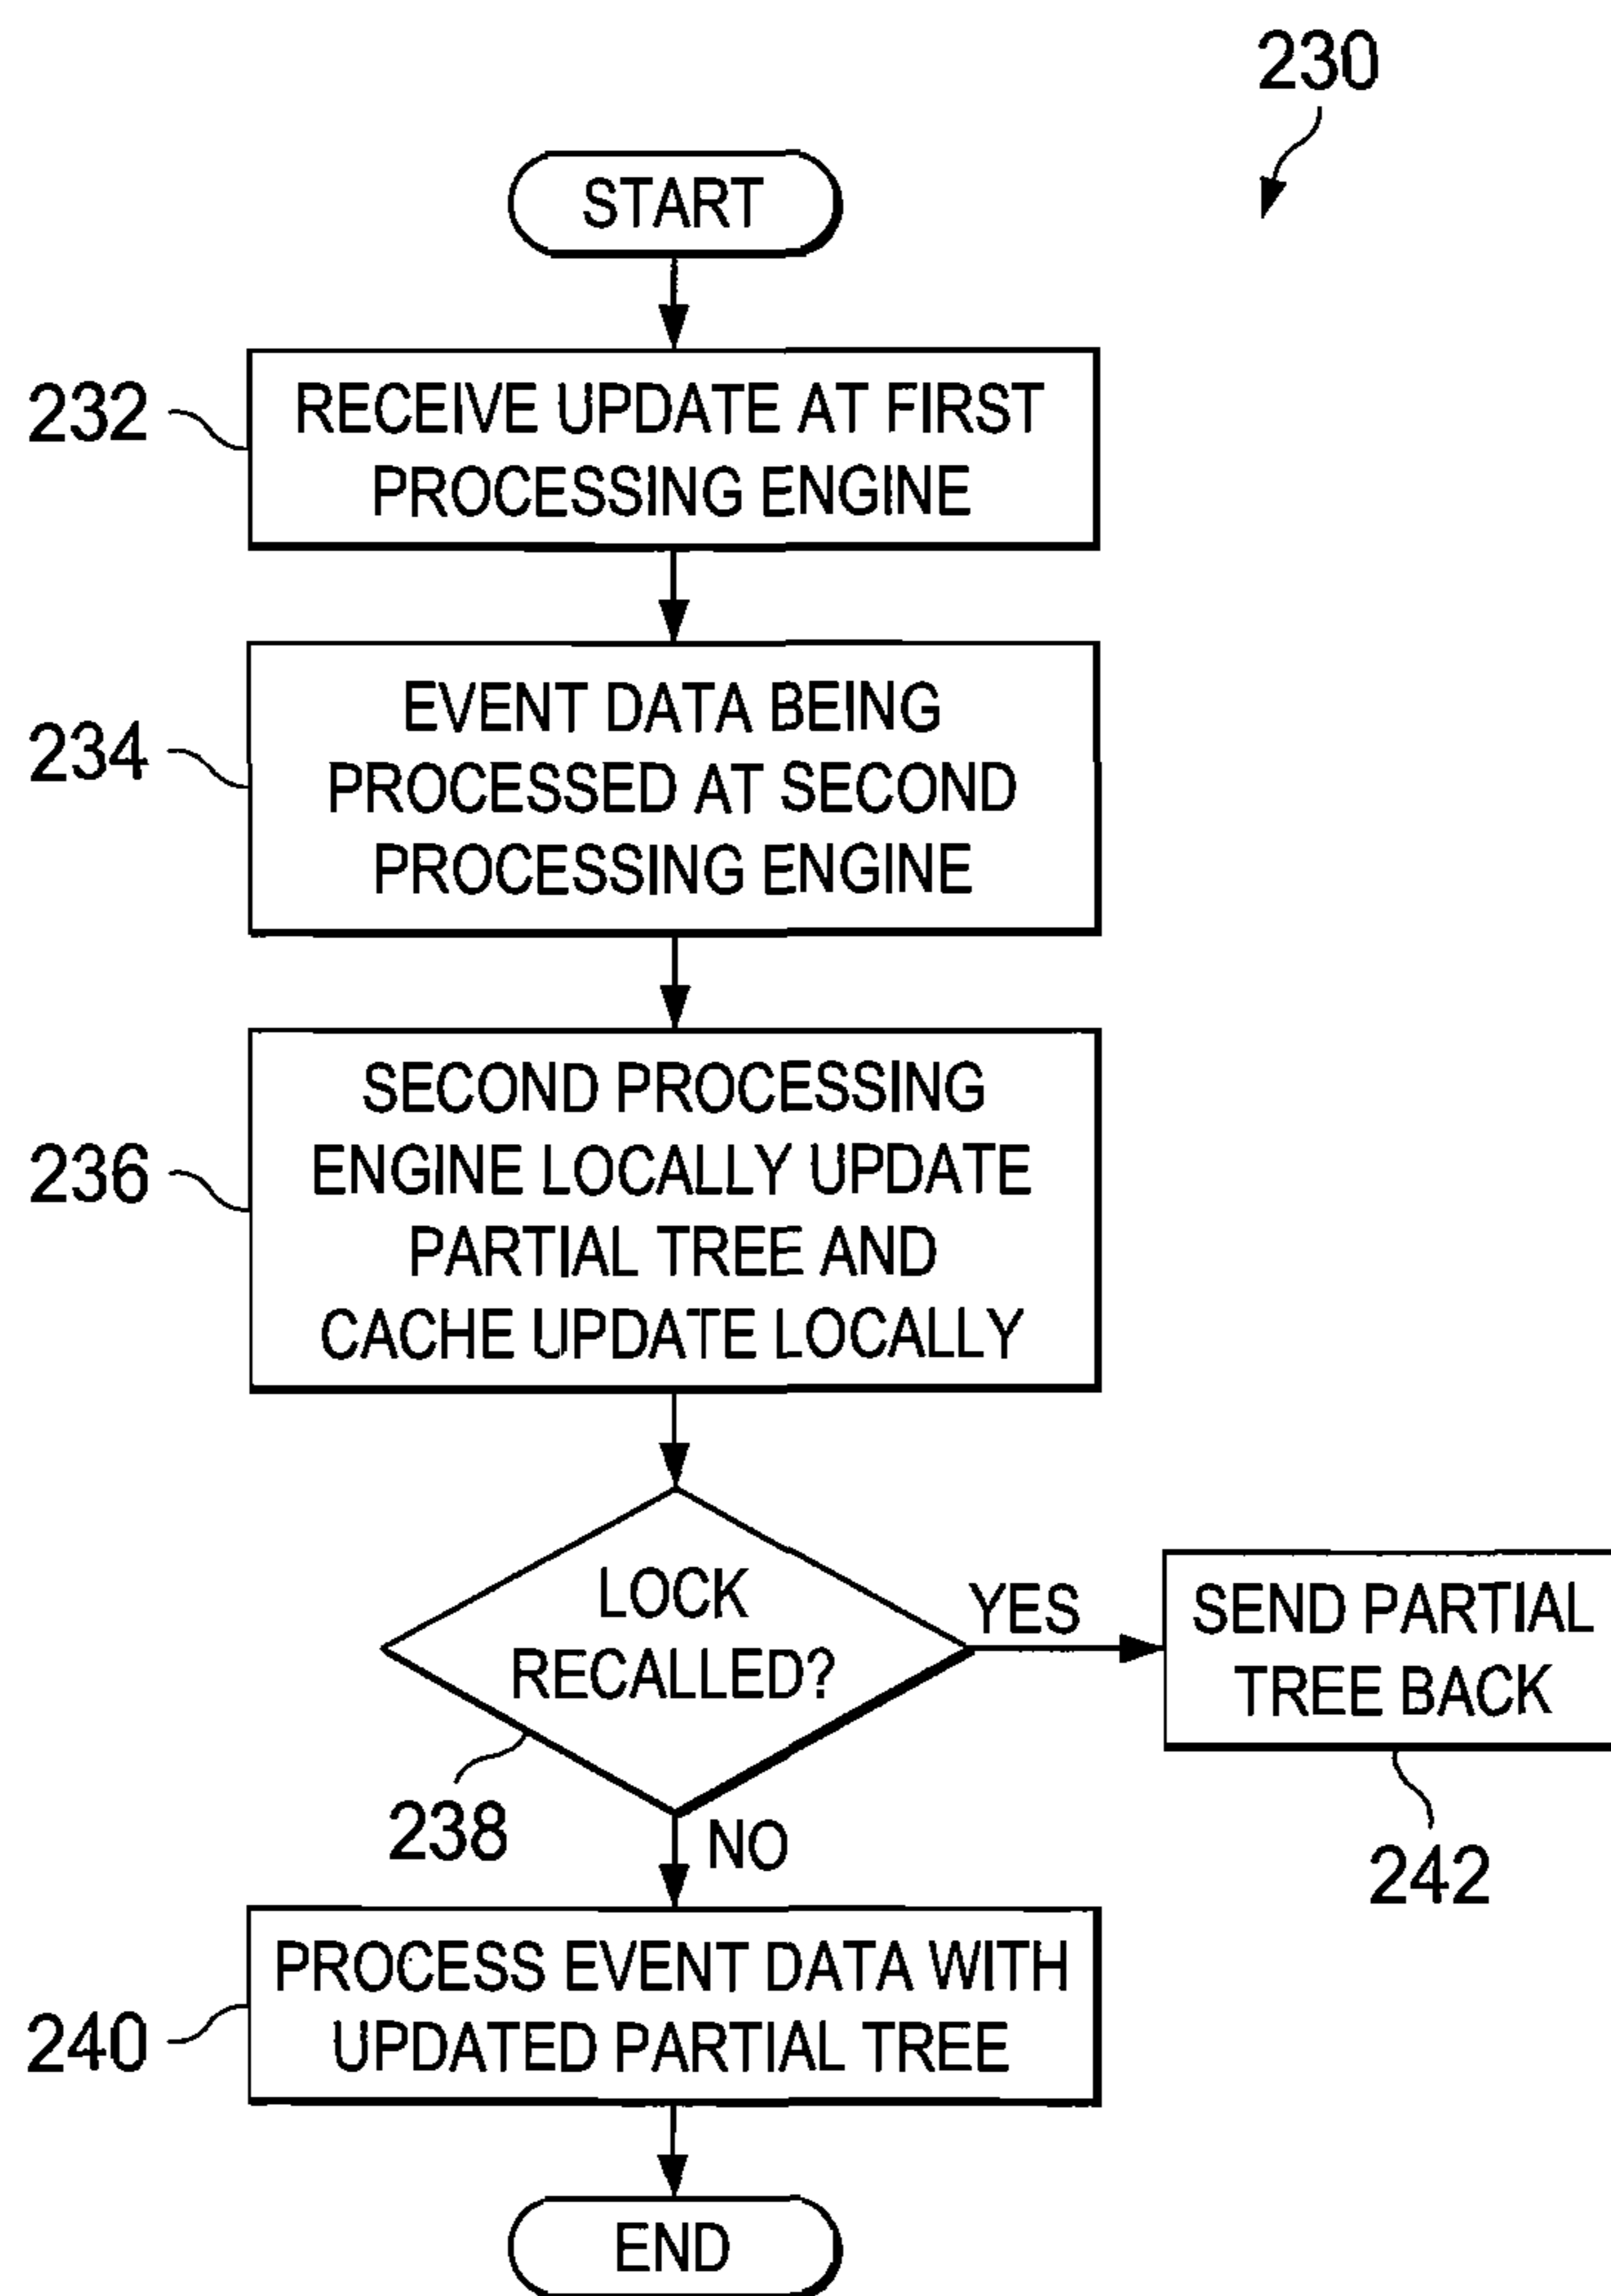 230
START
232
RECEIVE UPDATE AT FIRST
PROCESSING ENGINE
234
EVENT DATA BEING
PROCESSED AT SECOND
PROCESSING ENGINE
236
SECOND PROCESSING
ENGINE LOCALLY UPDATE
PARTIAL TREE AND
CACHE UPDATE LOCALLY
LOCK
RECALLED?
YES
SEND PARTIAL
TREE BACK
238
NO
242
PROCESS EVENT DATA WITH
UPDATED PARTIAL TREE
240
END